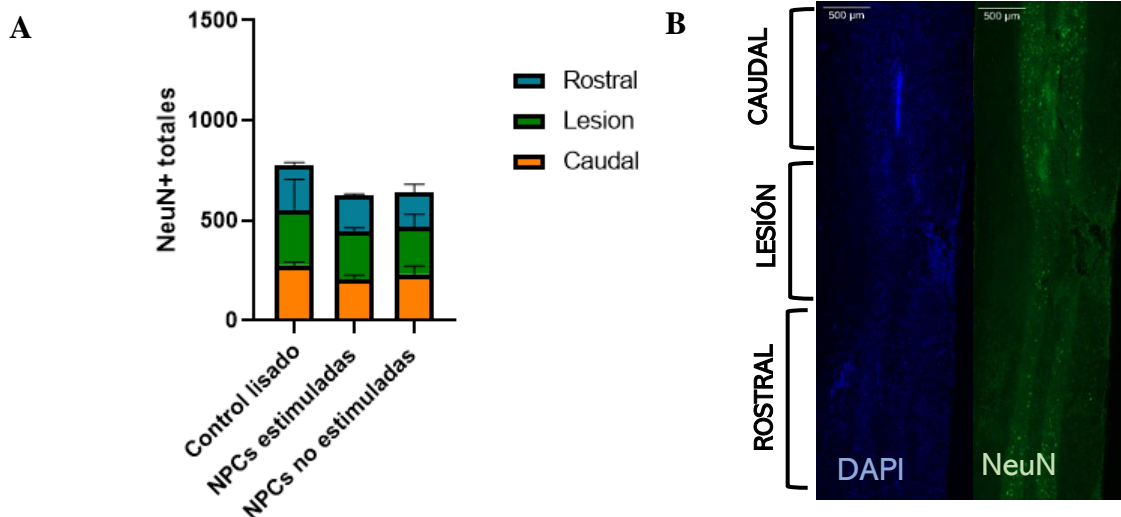 A
1500
1000
500
0
NeuN+ totales
Rostral
Lesion
Caudal
Control lisado
NPCs estimuladas
NPCs no estimuladas
B
CAUDAL
LESIÓN
ROSTRAL
500 µm
500 µm
DAPI
NeuN